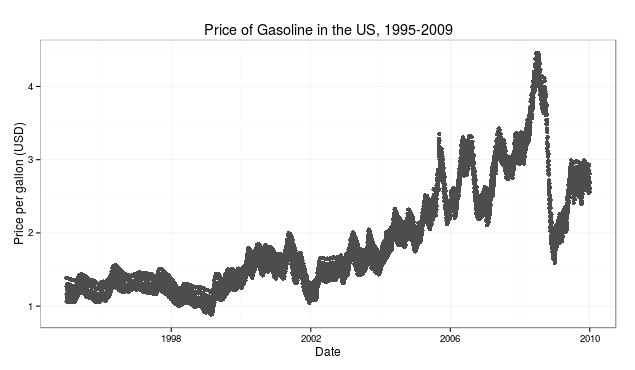 Price of Gasoline in the US, 1995-2009
4
3
2
1
Price per gallon (USD)
1998
2002
2006
2010
Date